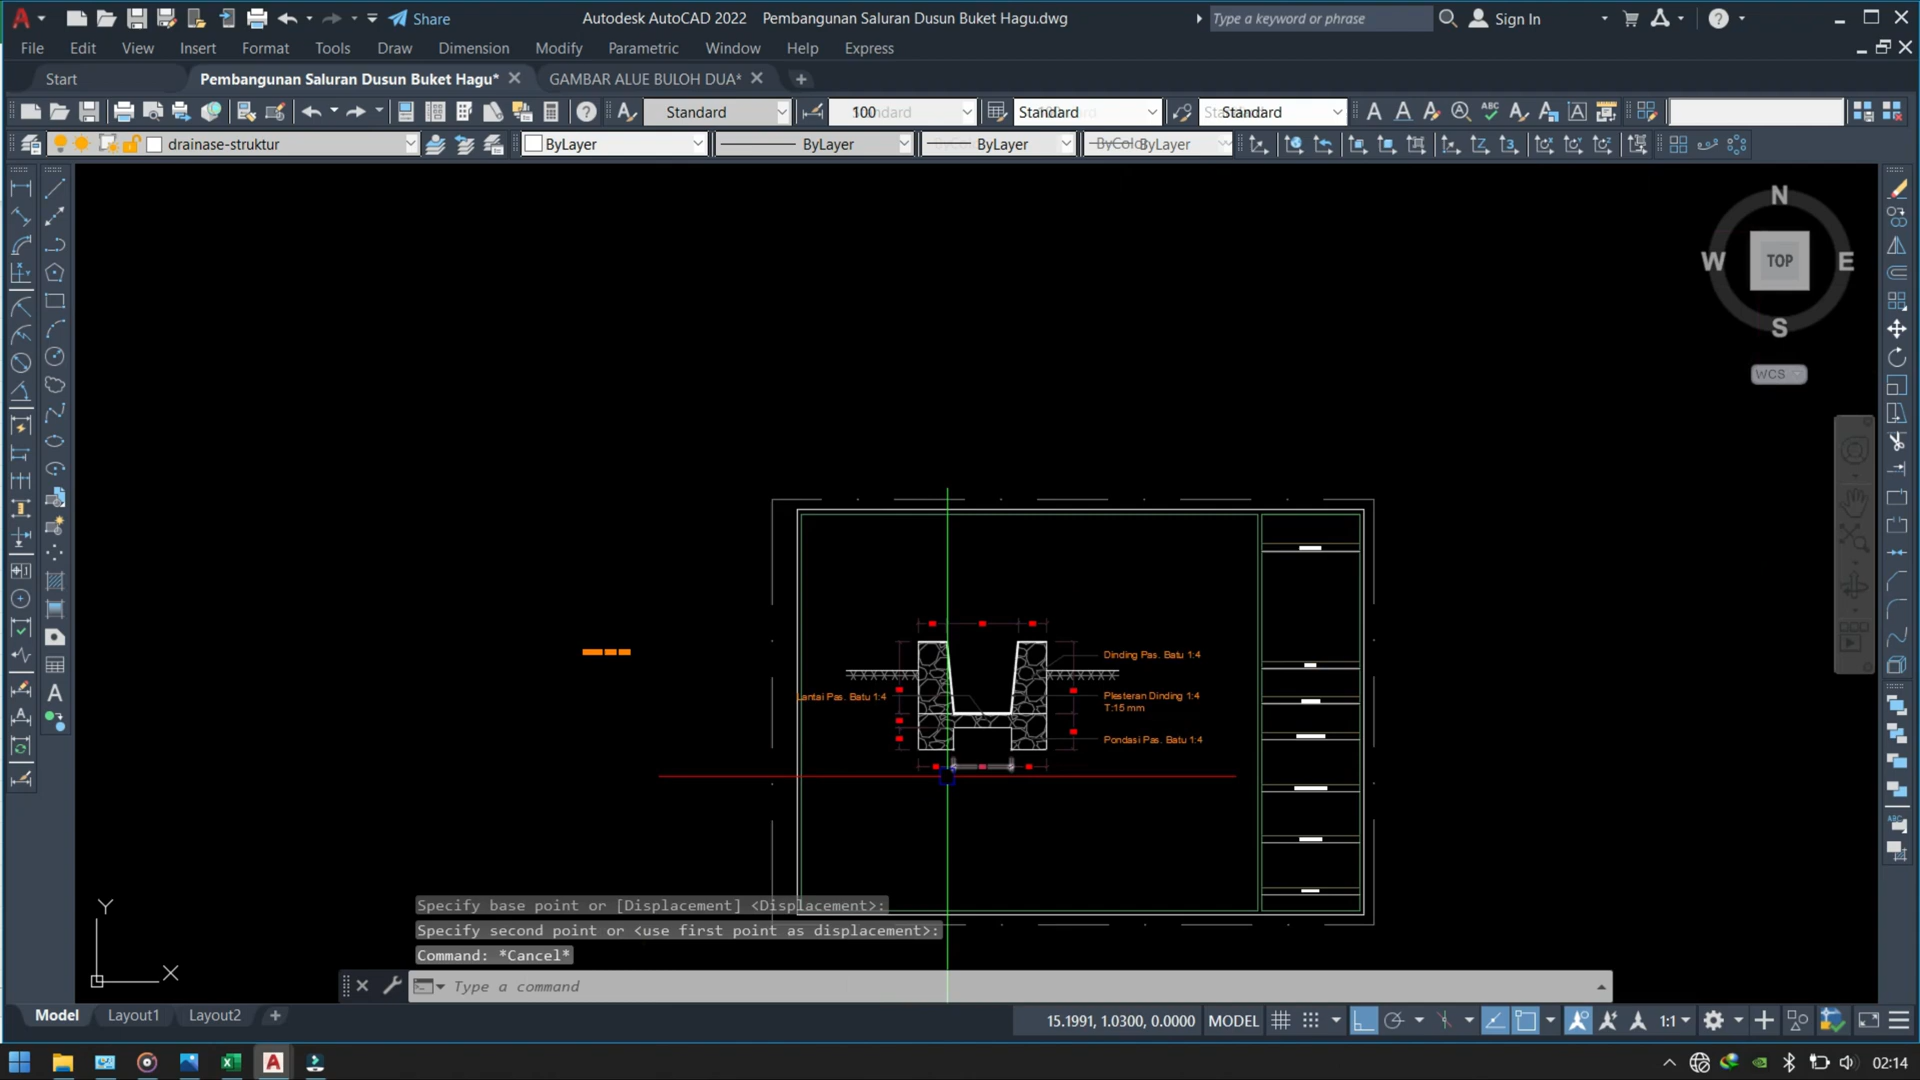 Share
Autodesk AutoCAD 2022 Pembangunan Saluran Dusun Buket Hagu.dwg
Type a keyword or phrase
Sign In
File Edit View Insert Format Tools Draw Dimension Modify Parametric Window Help Express
Start
Pembangunan Saluran Dusun Buket Hagu*
GAMBAR ALUE BULOH DUA*
Standard
100
Standard
Standard
drainase-struktur
ByLayer
ByLayer
ByLayer
ByLayer
N
W TOP E
S
WCS
Dinding Pas. Batu 1:4
Lantai Pas. Batu 1:4
Plesteran Dinding 1:4
T:15 mm
Pondasi Pas. Batu 1:4
Y
X
Specify base point or [Displacement] <Displacement>:
Specify second point or <use first point as displacement>:
Command: *Cancel*
Type a command
Model Layout1 Layout2
15.1991, 1.0300, 0.0000 MODEL
1:1
02:14